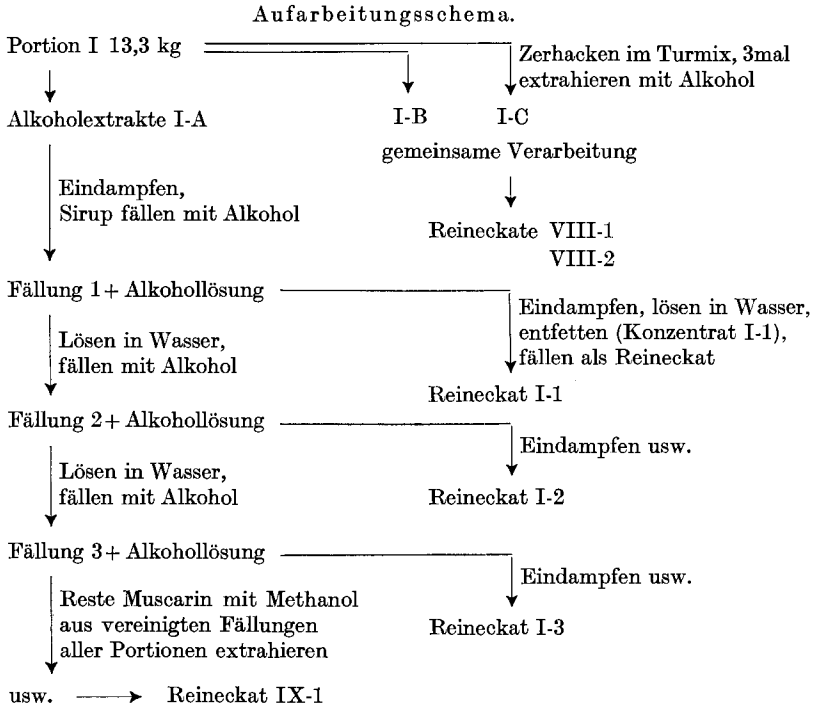 Aufarbeitungsschema.
Portion I 13,3 kg
Zerhacken im Turmix, 3mal
extrahieren mit Alkohol
Alkoholextrakte I-A
I-B
I-C
gemeinsame Verarbeitung
Eindampfen,
Sirup fällen mit Alkohol
Reineckate VIII-1
VIII-2
Fällung 1+ Alkohollösung
Eindampfen, lösen in Wasser,
entfetten (Konzentrat I-1),
fällen als Reineckat
Lösen in Wasser,
fällen mit Alkohol
Reineckat I-1
Fällung 2+ Alkohollösung
Eindampfen usw.
Lösen in Wasser,
fällen mit Alkohol
Reineckat I-2
Fällung 3+ Alkohollösung
Eindampfen usw.
Reste Muscarin mit Methanol
aus vereinigten Fällungen
aller Portionen extrahieren
Reineckat I-3
usw.
Reineckat IX-1